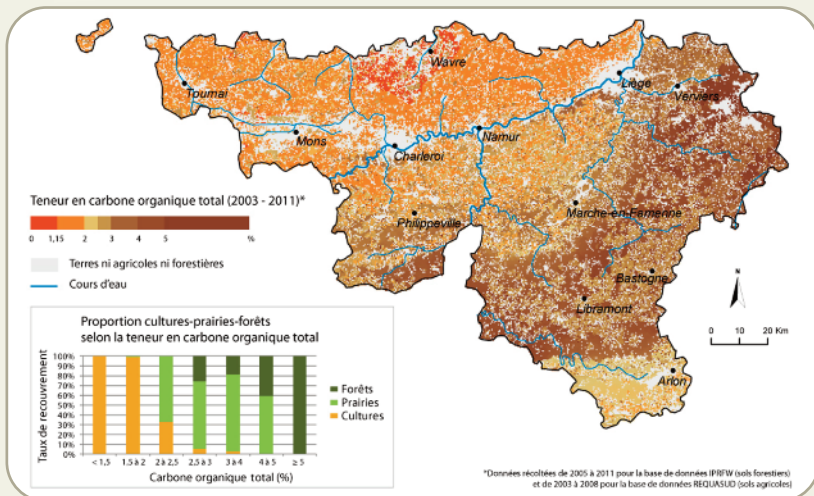 Wavre
Liège
Tournai
Verviers
Mons
Namur
Charleroi
Teneur en carbone organique total (2003 - 2011)*
0 1,15 2 3 4 5 %
Marche-en-Famenne
Philippeville
Terres ni agricoles ni forestières
Cours d'eau
Bastogne
N
Libramont
0 10 20 Km
Arlon
Proportion cultures-prairies-forêts
selon la teneur en carbone organique total
Taux de recouvrement
100%
90%
80%
70%
60%
50%
40%
30%
20%
10%
0%
Forêts
Prairies
Cultures
< 1,5 1,5 à 2 2 à 2,5 2,5 à 3 3 à 4 4 à 5 ≥ 5
Carbone organique total (%)
*Données récoltées de 2005 à 2011 pour la base de données IPRFW (sols forestiers)
et de 2003 à 2008 pour la base de données REQUASUD (sols agricoles)